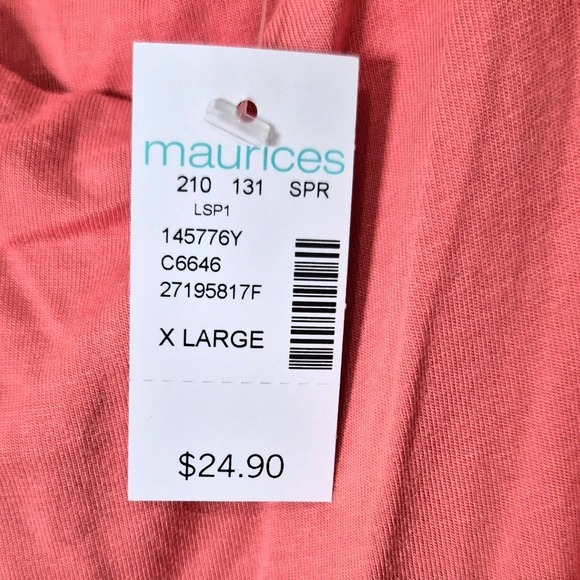 maurices
210 131 SPR
LSP1
145776Y
C6646
27195817F
X LARGE
$24.90